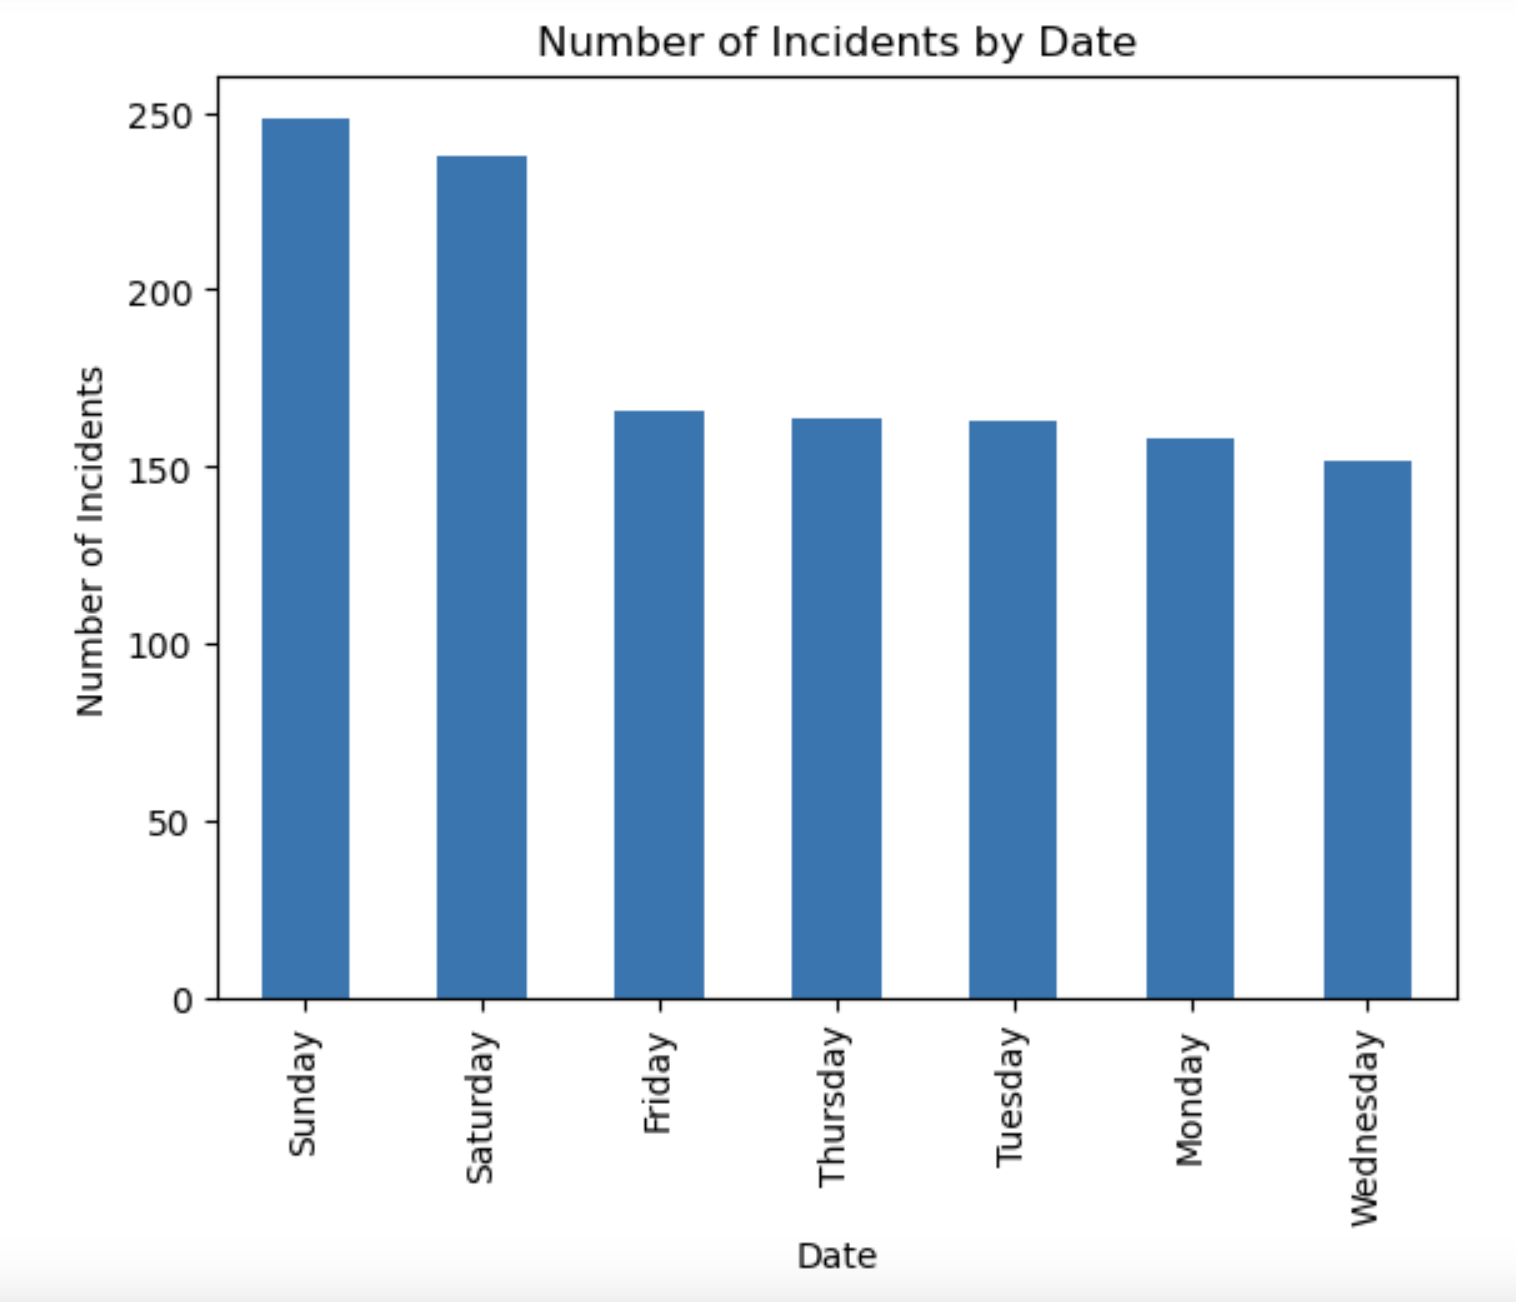 Number of Incidents by Date
Number of Incidents
250
200
150
100
50
0
Sunday
Saturday
Friday
Thursday
Tuesday
Monday
Wednesday
Date